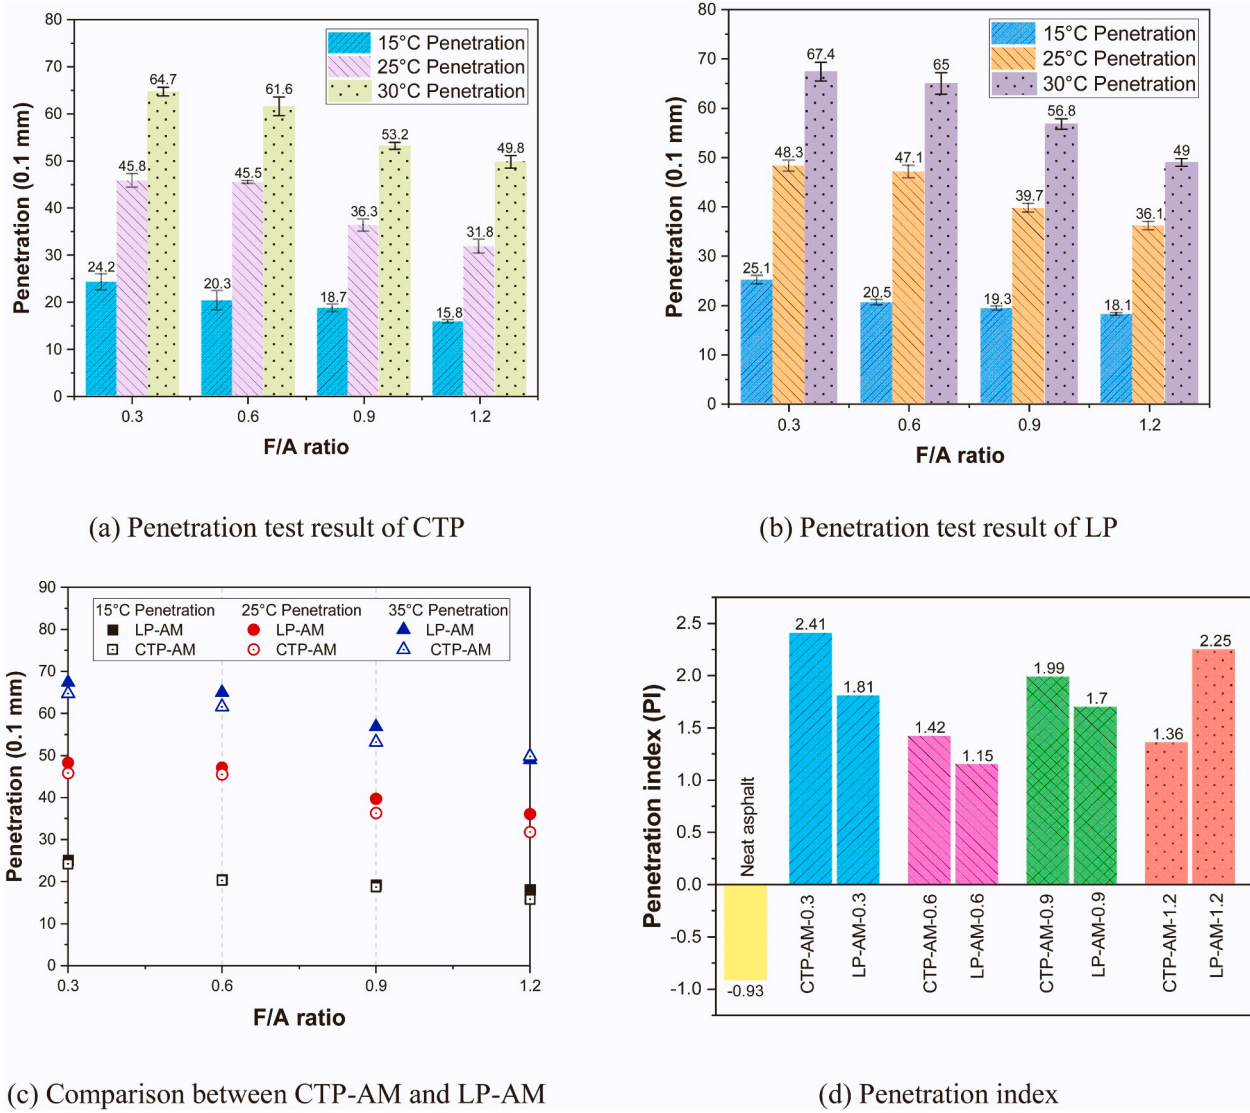 80
70
60
50
40
30
20
10
0
Penetration (0.1 mm)
15°C Penetration
25°C Penetration
30°C Penetration
24.2
45.8
64.7
20.3
45.5
61.6
18.7
36.3
53.2
15.8
31.8
49.8
0.3
0.6
0.9
1.2
F/A ratio
(a) Penetration test result of CTP
80
70
60
50
40
30
20
10
0
Penetration (0.1 mm)
15°C Penetration
25°C Penetration
30°C Penetration
25.1
48.3
67.4
20.5
47.1
65
19.3
39.7
56.8
18.1
36.1
49
0.3
0.6
0.9
1.2
F/A ratio
(b) Penetration test result of LP
90
80
70
60
50
40
30
20
10
0
Penetration (0.1 mm)
15°C Penetration 25°C Penetration 35°C Penetration
LP-AM LP-AM LP-AM
CTP-AM CTP-AM CTP-AM
0.3
0.6
0.9
1.2
F/A ratio
(c) Comparison between CTP-AM and LP-AM
2.5
2.0
1.5
1.0
0.5
0.0
-0.5
-1.0
Penetration index (PI)
Neat asphalt
-0.93
2.41
CTP-AM-0.3
1.81
LP-AM-0.3
1.42
CTP-AM-0.6
1.15
LP-AM-0.6
1.99
CTP-AM-0.9
1.7
LP-AM-0.9
1.36
CTP-AM-1.2
2.25
LP-AM-1.2
(d) Penetration index